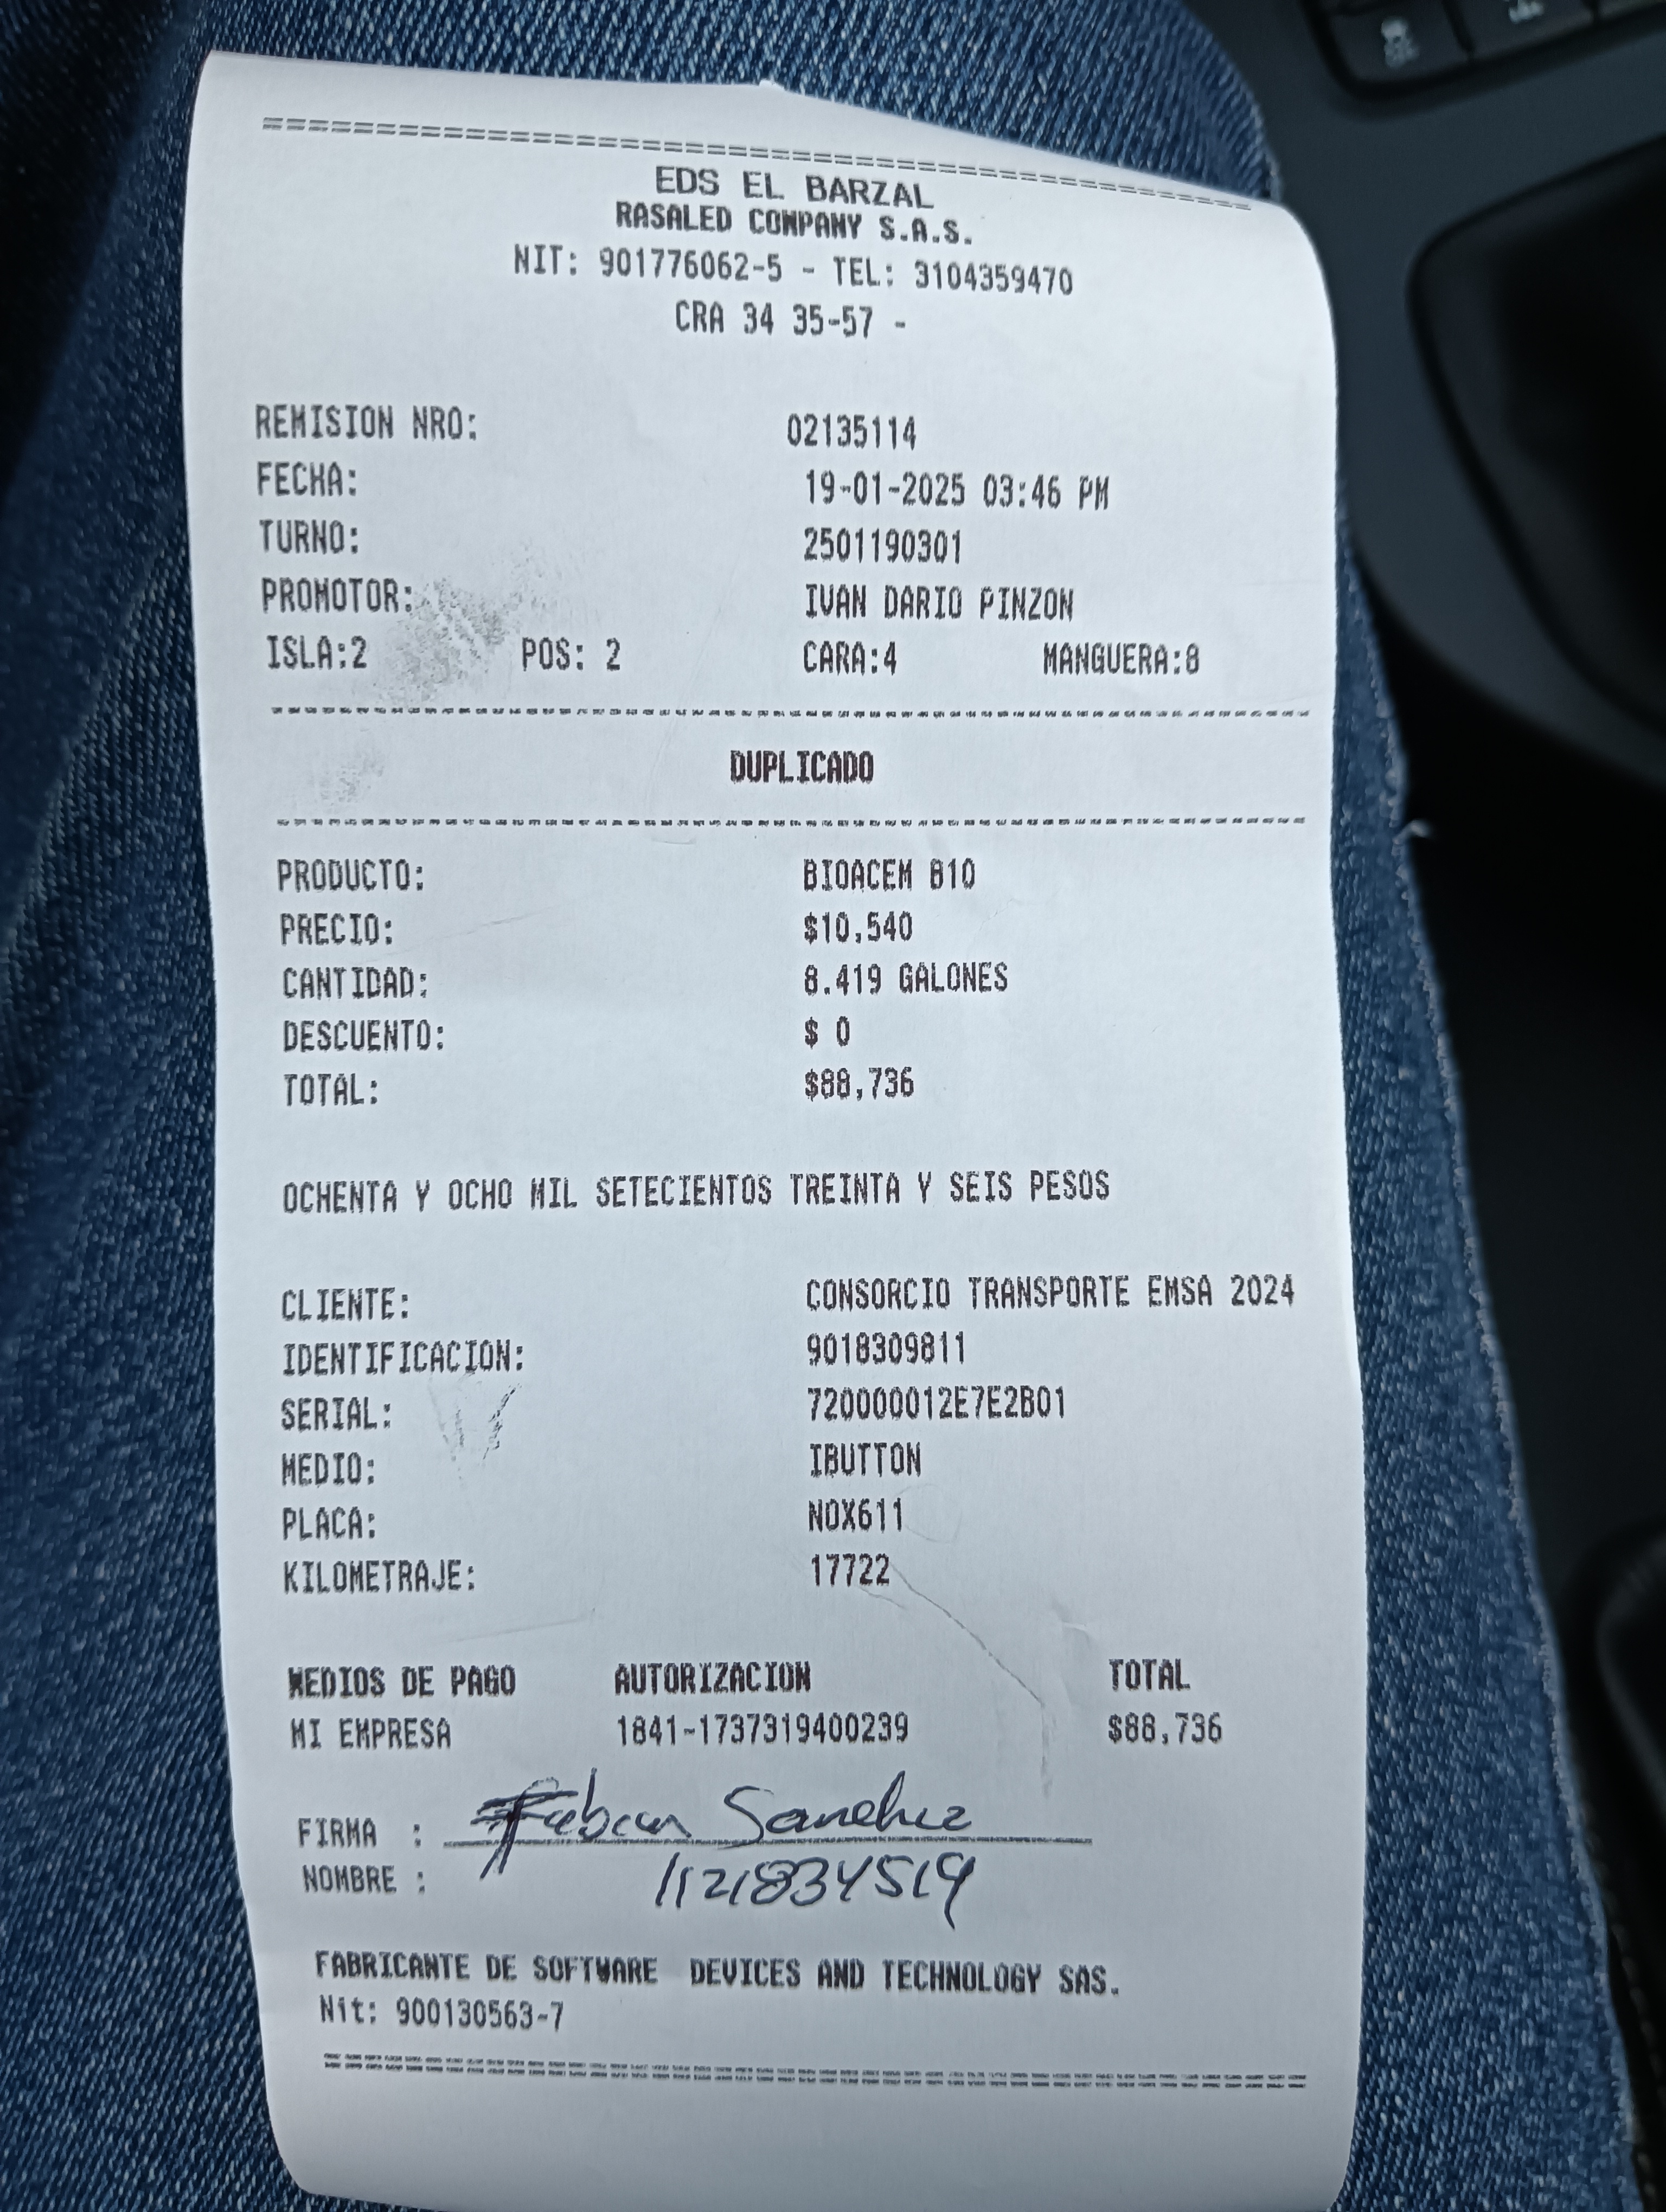 EDS EL BARZAL
RASALED COMPANY S.A.S.
NIT: 901776062-5 - TEL: 3104359470
CRA 34 35-57 -
REMISION NRO: 02135114
FECHA: 19-01-2025 03:46 PM
TURNO: 2501190301
PROMOTOR: IVAN DARIO PINZON
ISLA:2 POS: 2 CARA:4 MANGUERA:8
DUPLICADO
PRODUCTO: BIOACEM B10
PRECIO: $10,540
CANTIDAD: 8.419 GALONES
DESCUENTO: $ 0
TOTAL: $88,736
OCHENTA Y OCHO MIL SETECIENTOS TREINTA Y SEIS PESOS
CLIENTE: CONSORCIO TRANSPORTE EMSA 2024
IDENTIFICACION: 9018309811
SERIAL: 720000012E7E2B01
MEDIO: IBUTTON
PLACA: NOX611
KILOMETRAJE: 17722
MEDIOS DE PAGO AUTORIZACION TOTAL
MI EMPRESA 1841-1737319400239 $88,736
FIRMA : Fabian Sanchez
NOMBRE : 1121834519
FABRICANTE DE SOFTWARE DEVICES AND TECHNOLOGY SAS.
Nit: 900130563-7